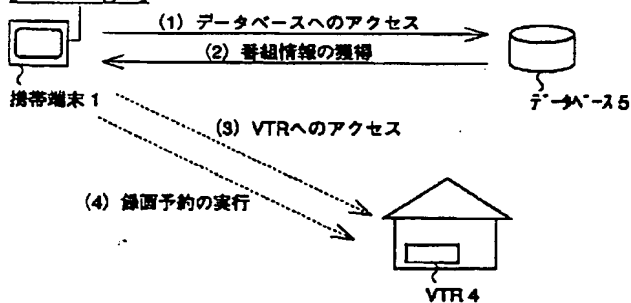 (1) データベースへのアクセス
(2) 番組情報の獲得
携帯端末 1
データベース 5
(3) VTRへのアクセス
(4) 録画予約の実行
VTR 4